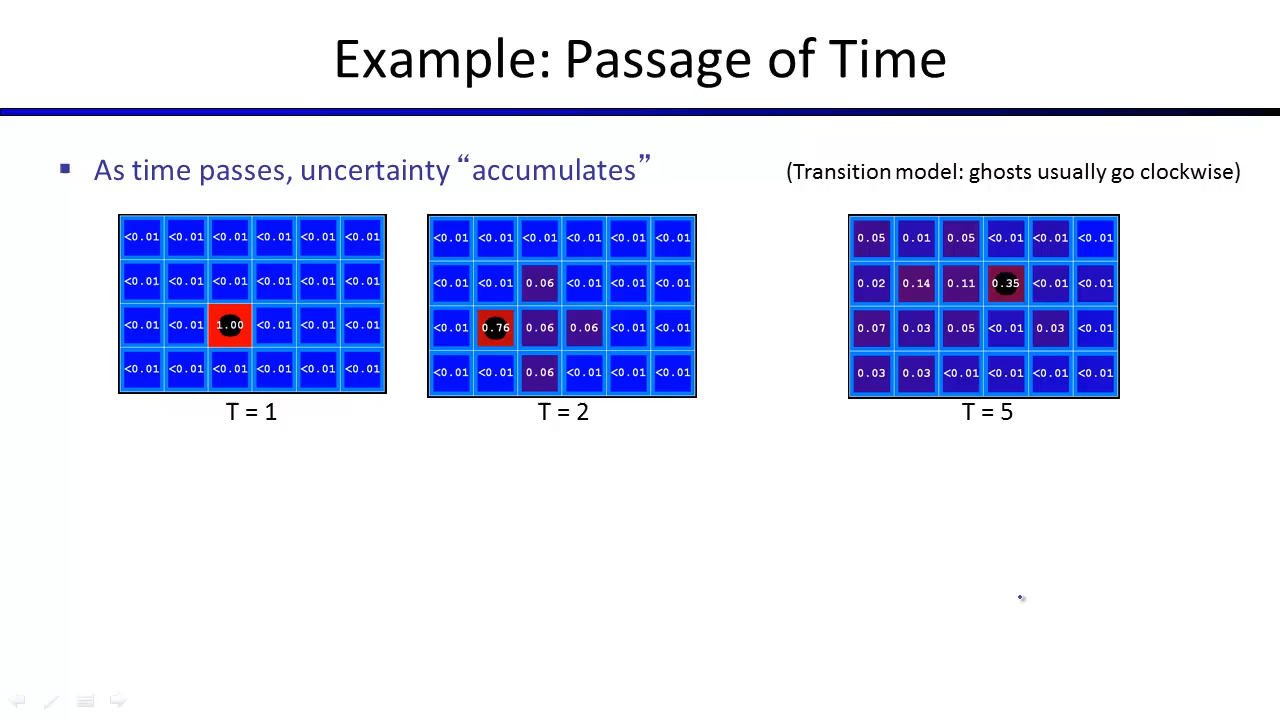 Example: Passage of Time
▪ As time passes, uncertainty “accumulates”
(Transition model: ghosts usually go clockwise)
<0.01 <0.01 <0.01 <0.01 <0.01 <0.01
<0.01 <0.01 <0.01 <0.01 <0.01 <0.01
<0.01 <0.01 1.00 <0.01 <0.01 <0.01
<0.01 <0.01 <0.01 <0.01 <0.01 <0.01
T = 1
<0.01 <0.01 <0.01 <0.01 <0.01 <0.01
<0.01 <0.01 0.06 <0.01 <0.01 <0.01
<0.01 0.76 0.06 0.06 <0.01 <0.01
<0.01 <0.01 0.06 <0.01 <0.01 <0.01
T = 2
0.05 0.01 0.05 <0.01 <0.01 <0.01
0.02 0.14 0.11 0.35 <0.01 <0.01
0.07 0.03 0.05 <0.01 0.03 <0.01
0.03 0.03 <0.01 <0.01 <0.01 <0.01
T = 5